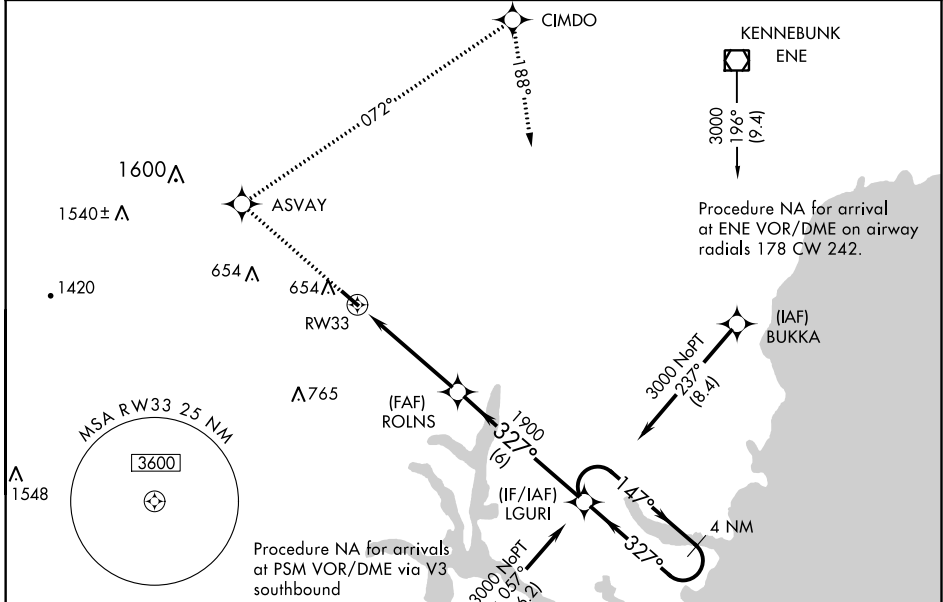 CIMDO
KENNEBUNK
ENE
188°
072°
3000
196°
(9.4)
1600
ASVAY
1540±
Procedure NA for arrival
at ENE VOR/DME on airway
radials 178 CW 242.
654
654
1420
RW33
(IAF)
BUKKA
3000 NoPT
237°
(8.4)
765
(FAF)
ROLNS
1900
327°
(6)
MSA RW33 25 NM
3600
1548
(IF/IAF)
LGURI
147°
4 NM
327°
Procedure NA for arrivals
at PSM VOR/DME via V3
southbound
3000 NoPT
057°